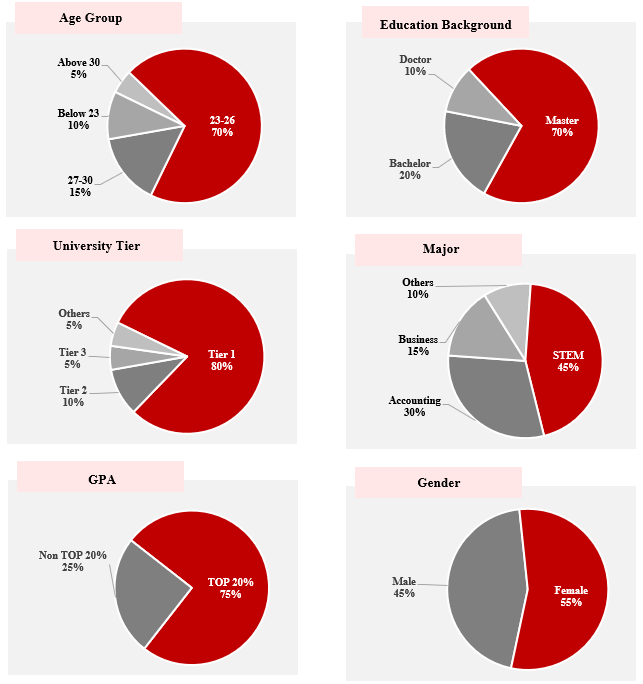 Age Group
Above 30
5%
Below 23
10%
27-30
15%
23-26
70%
Education Background
Doctor
10%
Bachelor
20%
Master
70%
University Tier
Others
5%
Tier 3
5%
Tier 2
10%
Tier 1
80%
Major
Others
10%
Business
15%
Accounting
30%
STEM
45%
GPA
Non TOP 20%
25%
TOP 20%
75%
Gender
Male
45%
Female
55%